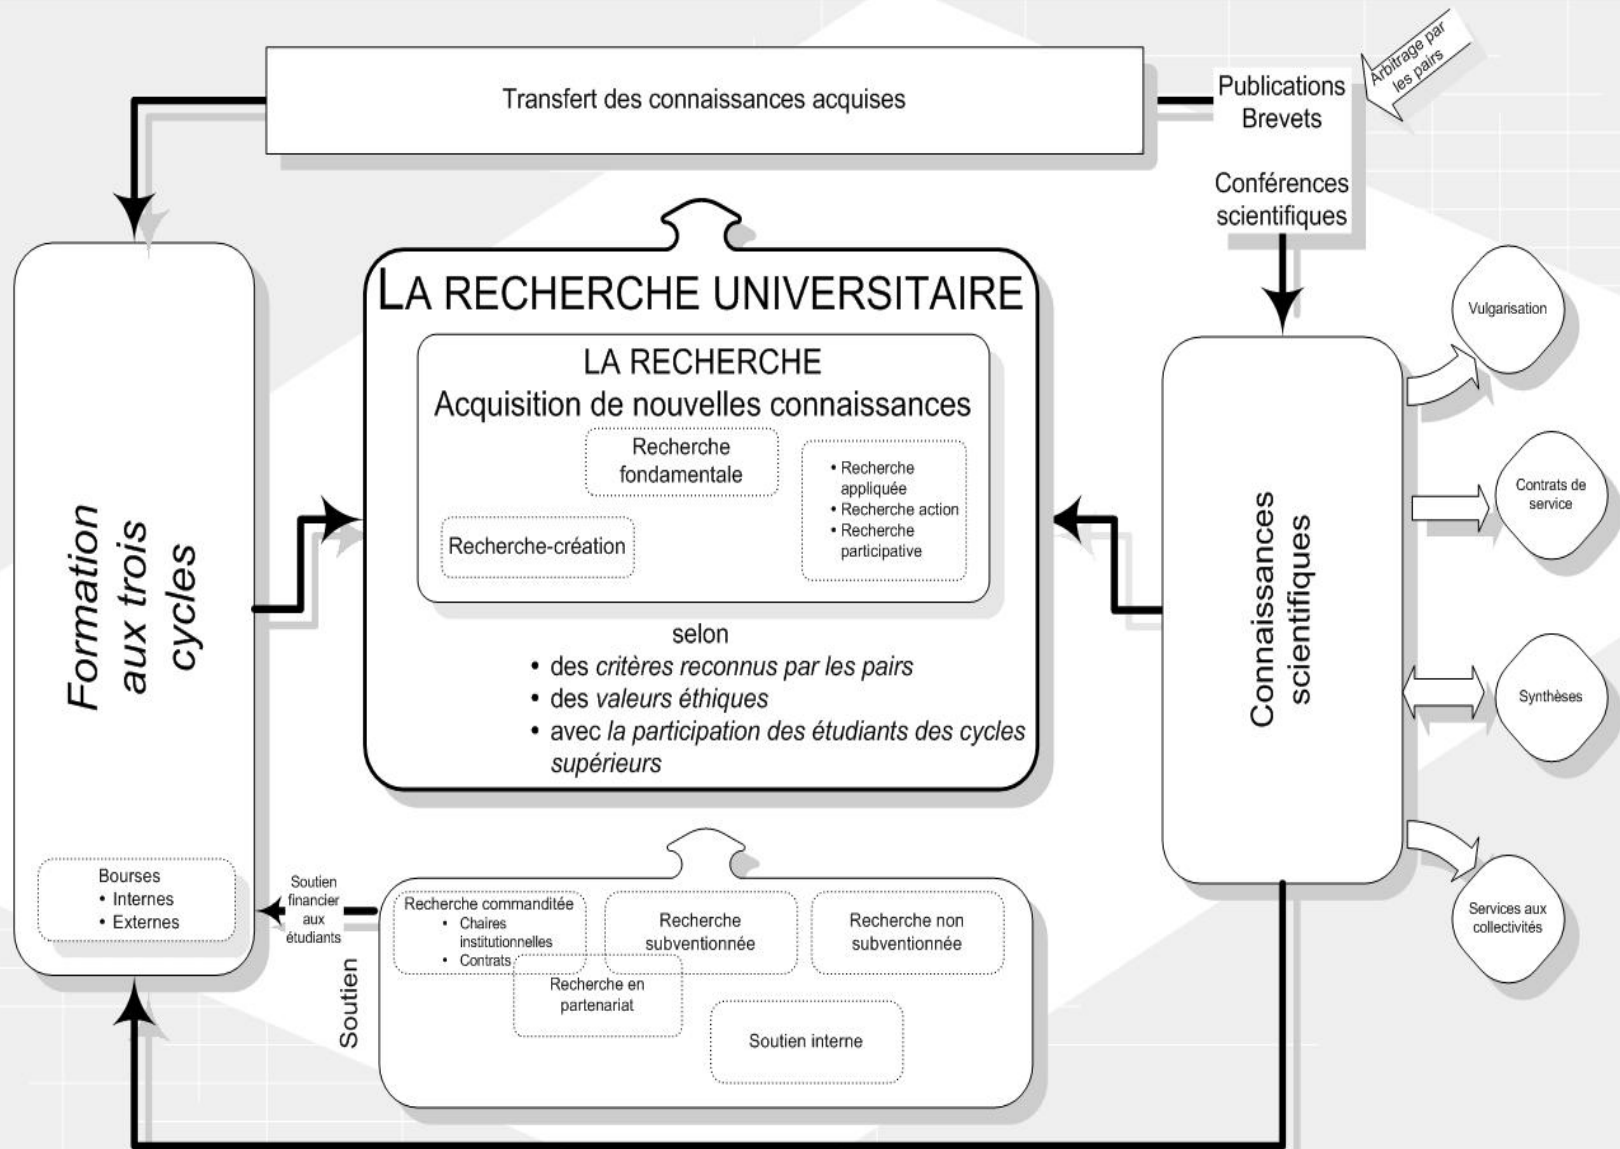 Transfert des connaissances acquises
Publications
Brevets
Conférences
scientifiques
Arbitrage par
les pairs
LA RECHERCHE UNIVERSITAIRE
LA RECHERCHE
Acquisition de nouvelles connaissances
Recherche
fondamentale
• Recherche
appliquée
• Recherche action
• Recherche
participative
Recherche-création
selon
• des critères reconnus par les pairs
• des valeurs éthiques
• avec la participation des étudiants des cycles
supérieurs
Formation
aux trois
cycles
Bourses
• Internes
• Externes
Soutien
financier
aux
étudiants
Soutien
Recherche commanditée
• Chaires
institutionnelles
• Contrats
Recherche
subventionnée
Recherche non
subventionnée
Recherche en
partenariat
Soutien interne
Connaissances
scientifiques
Vulgarisation
Contrats de
service
Synthèses
Services aux
collectivités